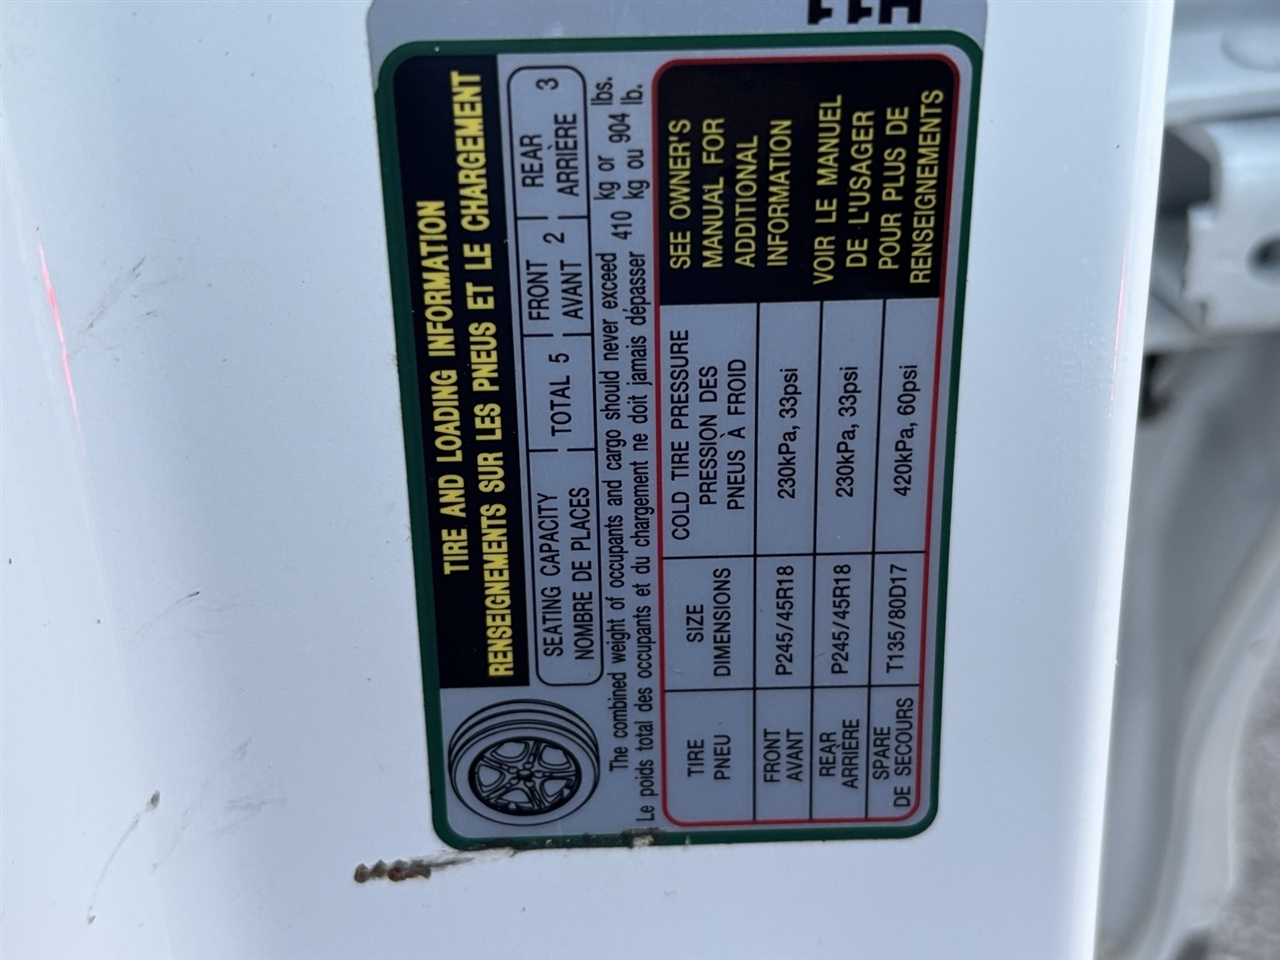 TIRE AND LOADING INFORMATION
RENSEIGNEMENTS SUR LES PNEUS ET LE CHARGEMENT
SEATING CAPACITY
NOMBRE DE PLACES
TOTAL 5
FRONT
AVANT 2
REAR
ARRIÈRE 3
The combined weight of occupants and cargo should never exceed 410 kg or 904 lbs.
Le poids total des occupants et du chargement ne doit jamais dépasser 410 kg ou 904 lb.
TIRE
PNEU
SIZE
DIMENSIONS
COLD TIRE PRESSURE
PRESSION DES
PNEUS À FROID
FRONT
AVANT
P245/45R18
230kPa, 33psi
REAR
ARRIÈRE
P245/45R18
230kPa, 33psi
SPARE
DE SECOURS
T135/80D17
420kPa, 60psi
SEE OWNER'S
MANUAL FOR
ADDITIONAL
INFORMATION
VOIR LE MANUEL
DE L'USAGER
POUR PLUS DE
RENSEIGNEMENTS